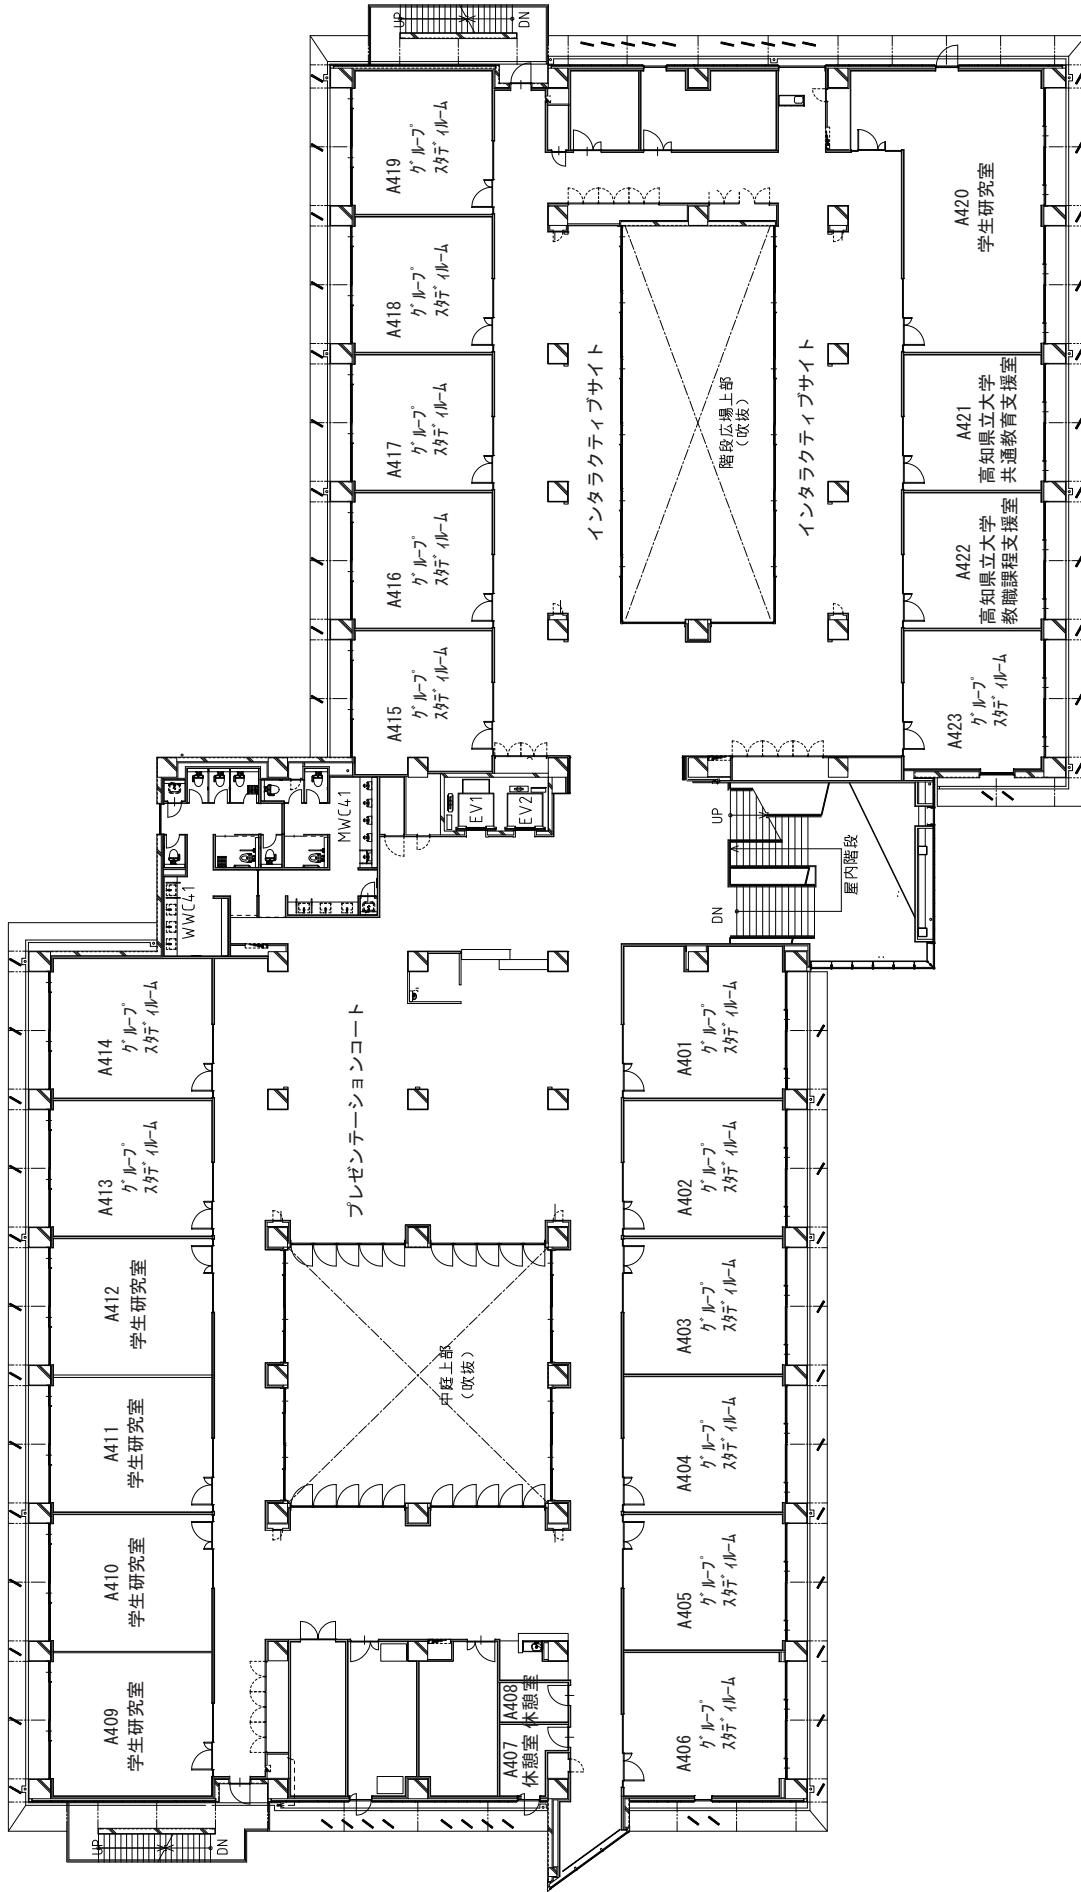 UP
DN
A419
グループ
スタディルーム
A418
グループ
スタディルーム
A417
グループ
スタディルーム
A416
グループ
スタディルーム
A415
グループ
スタディルーム
A420
学生研究室
A421
高知県立大学
共通教育支援室
A422
高知県立大学
教職課程支援室
A423
グループ
スタディルーム
インタラクティブサイト
階段広場上部
（吹抜）
インタラクティブサイト
EV1
EV2
MWC41
WWC41
UP
DN
屋内階段
A414
グループ
スタディルーム
A413
グループ
スタディルーム
A412
学生研究室
A411
学生研究室
A410
学生研究室
A409
学生研究室
プレゼンテーションコート
中庭上部
（吹抜）
A401
グループ
スタディルーム
A402
グループ
スタディルーム
A403
グループ
スタディルーム
A404
グループ
スタディルーム
A405
グループ
スタディルーム
A406
グループ
スタディルーム
A408
休憩室
A407
休憩室
UP
DN